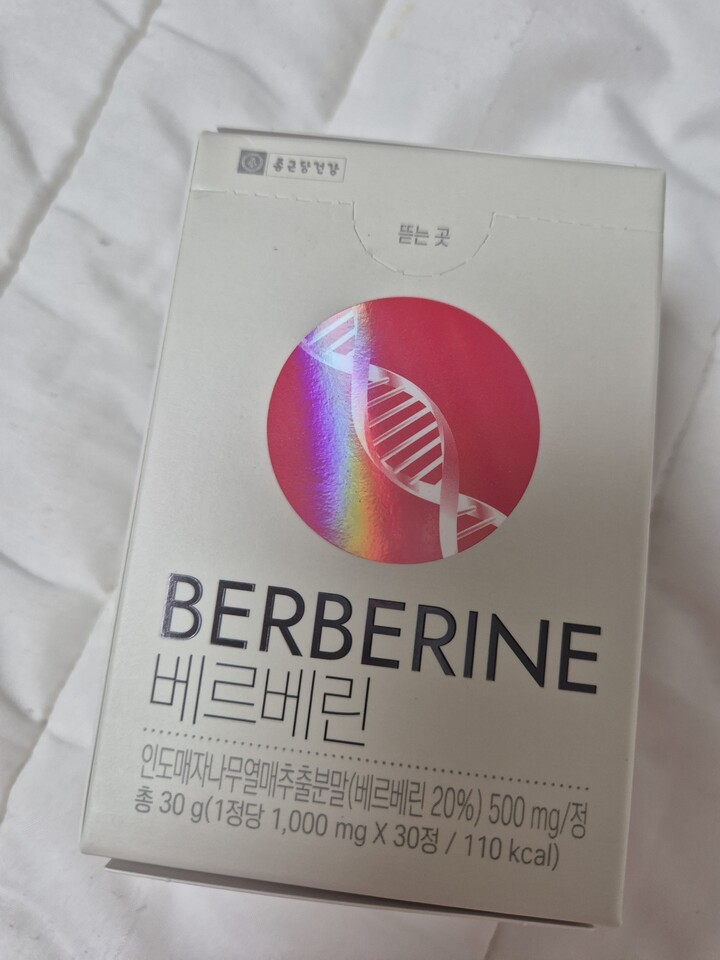 종근당건강
뜯는 곳
BERBERINE
베르베린
인도매자나무열매추출분말(베르베린 20%) 500 mg/정
총 30 g(1정당 1,000 mg X 30정 / 110 kcal)